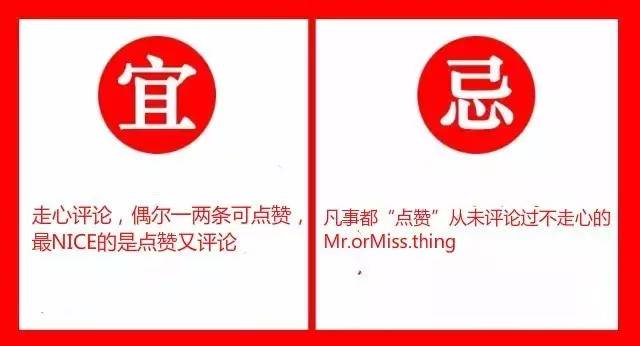 宜
走心评论，偶尔一两条可点赞，
最NICE的是点赞又评论
忌
凡事都“点赞”从未评论过不走心的
Mr.orMiss.thing